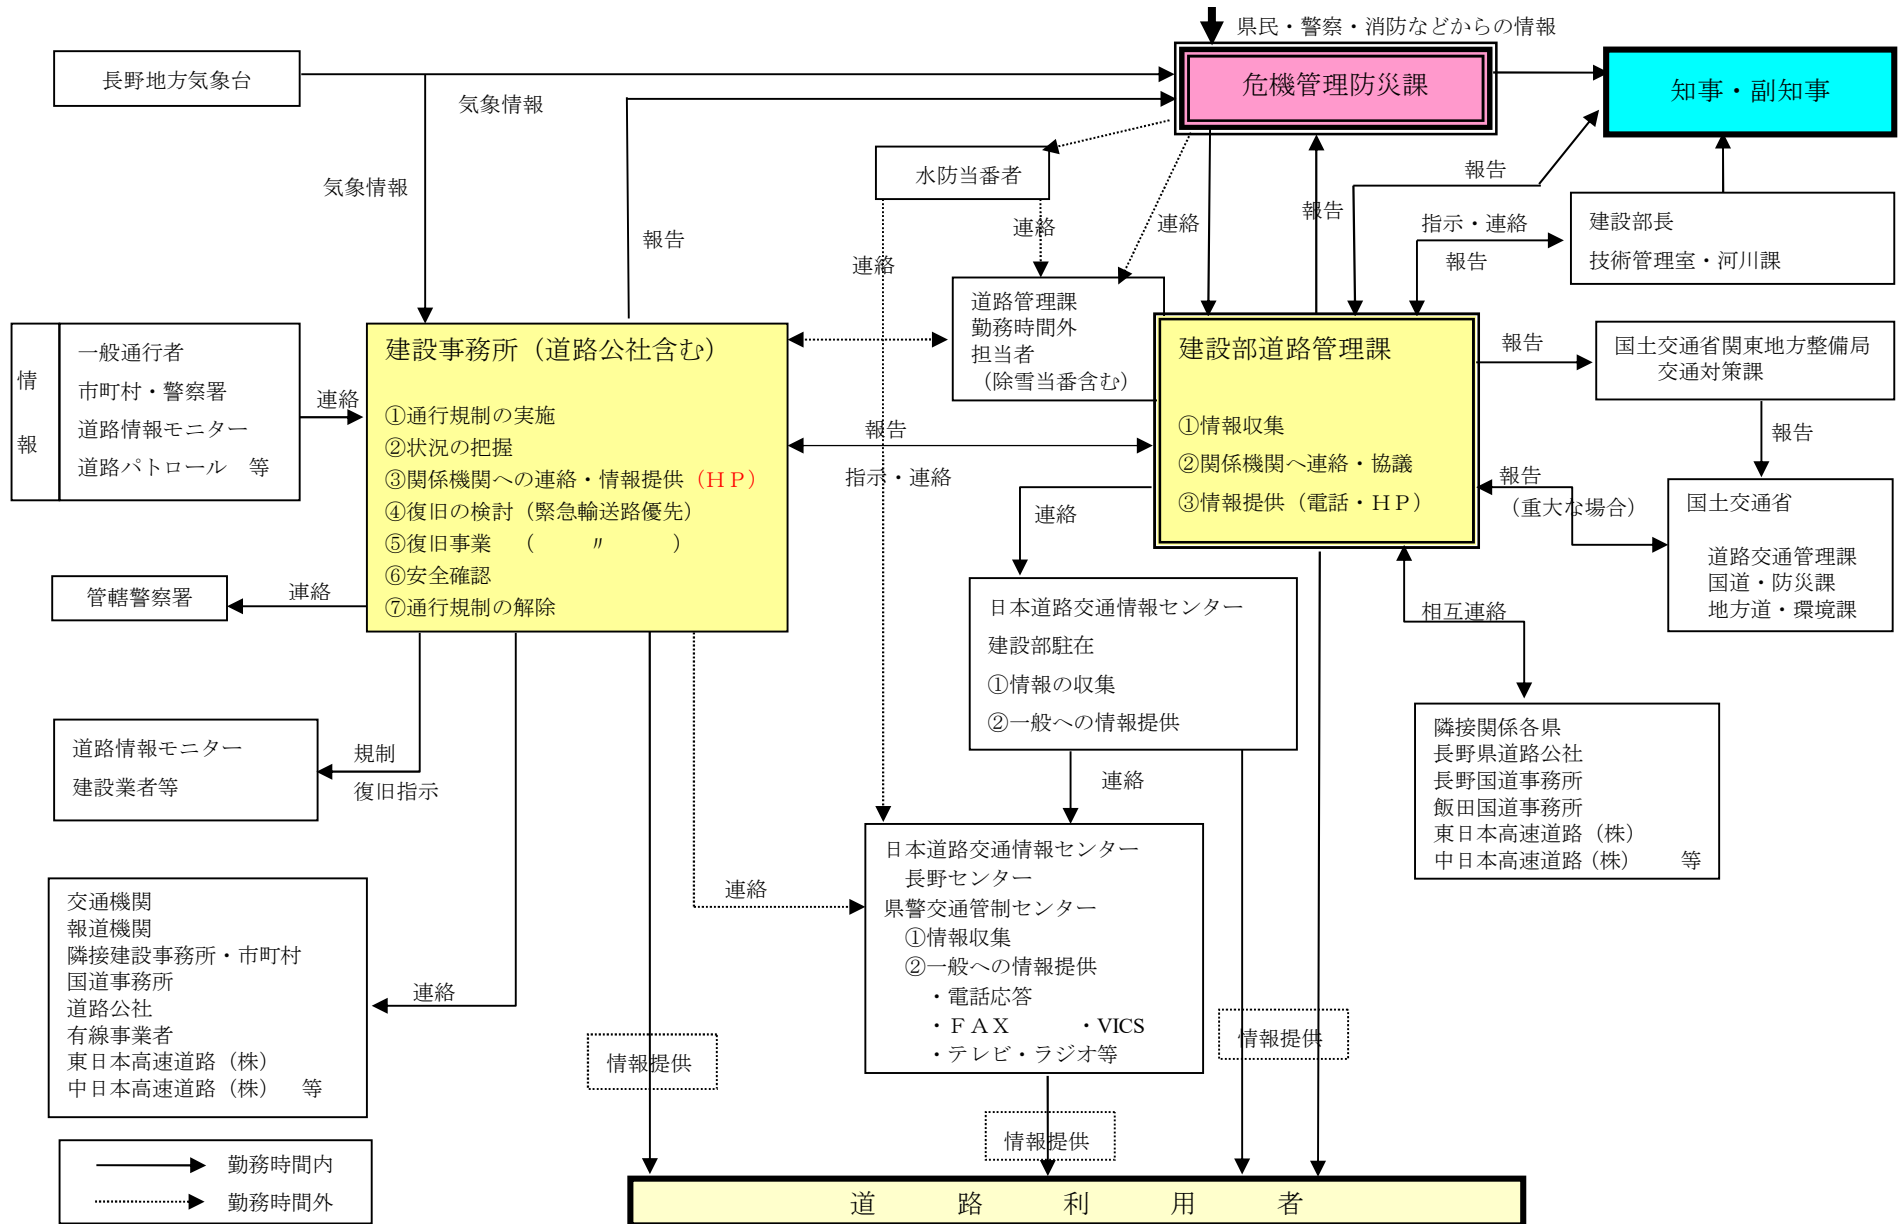 県民・警察・消防などからの情報
長野地方気象台
危機管理防災課
知事・副知事
気象情報
気象情報
水防当番者
報告
報告
連絡
連絡
連絡
報告
報告
指示・連絡
報告
建設部長
技術管理室・河川課
情
報
一般通行者
市町村・警察署
道路情報モニター
道路パトロール　等
連絡
建設事務所（道路公社含む）
①通行規制の実施
②状況の把握
③関係機関への連絡・情報提供（ＨＰ）
④復旧の検討（緊急輸送路優先）
⑤復旧事業　（　　〃　　　）
⑥安全確認
⑦通行規制の解除
道路管理課
勤務時間外
担当者
（除雪当番含む）
報告
指示・連絡
建設部道路管理課
①情報収集
②関係機関へ連絡・協議
③情報提供（電話・ＨＰ）
報告
国土交通省関東地方整備局
交通対策課
報告
報告
（重大な場合）
国土交通省
道路交通管理課
国道・防災課
地方道・環境課
連絡
相互連絡
管轄警察署
連絡
日本道路交通情報センター
建設部駐在
①情報の収集
②一般への情報提供
道路情報モニター
建設業者等
規制
復旧指示
連絡
隣接関係各県
長野県道路公社
長野国道事務所
飯田国道事務所
東日本高速道路（株）
中日本高速道路（株）　　等
日本道路交通情報センター
長野センター
県警交通管制センター
①情報収集
②一般への情報提供
・電話応答
・ＦＡＸ　　　・VICS
・テレビ・ラジオ等
連絡
交通機関
報道機関
隣接建設事務所・市町村
国道事務所
道路公社
有線事業者
東日本高速道路（株）
中日本高速道路（株）　等
連絡
情報提供
情報提供
情報提供
勤務時間内
勤務時間外
道　路　利　用　者